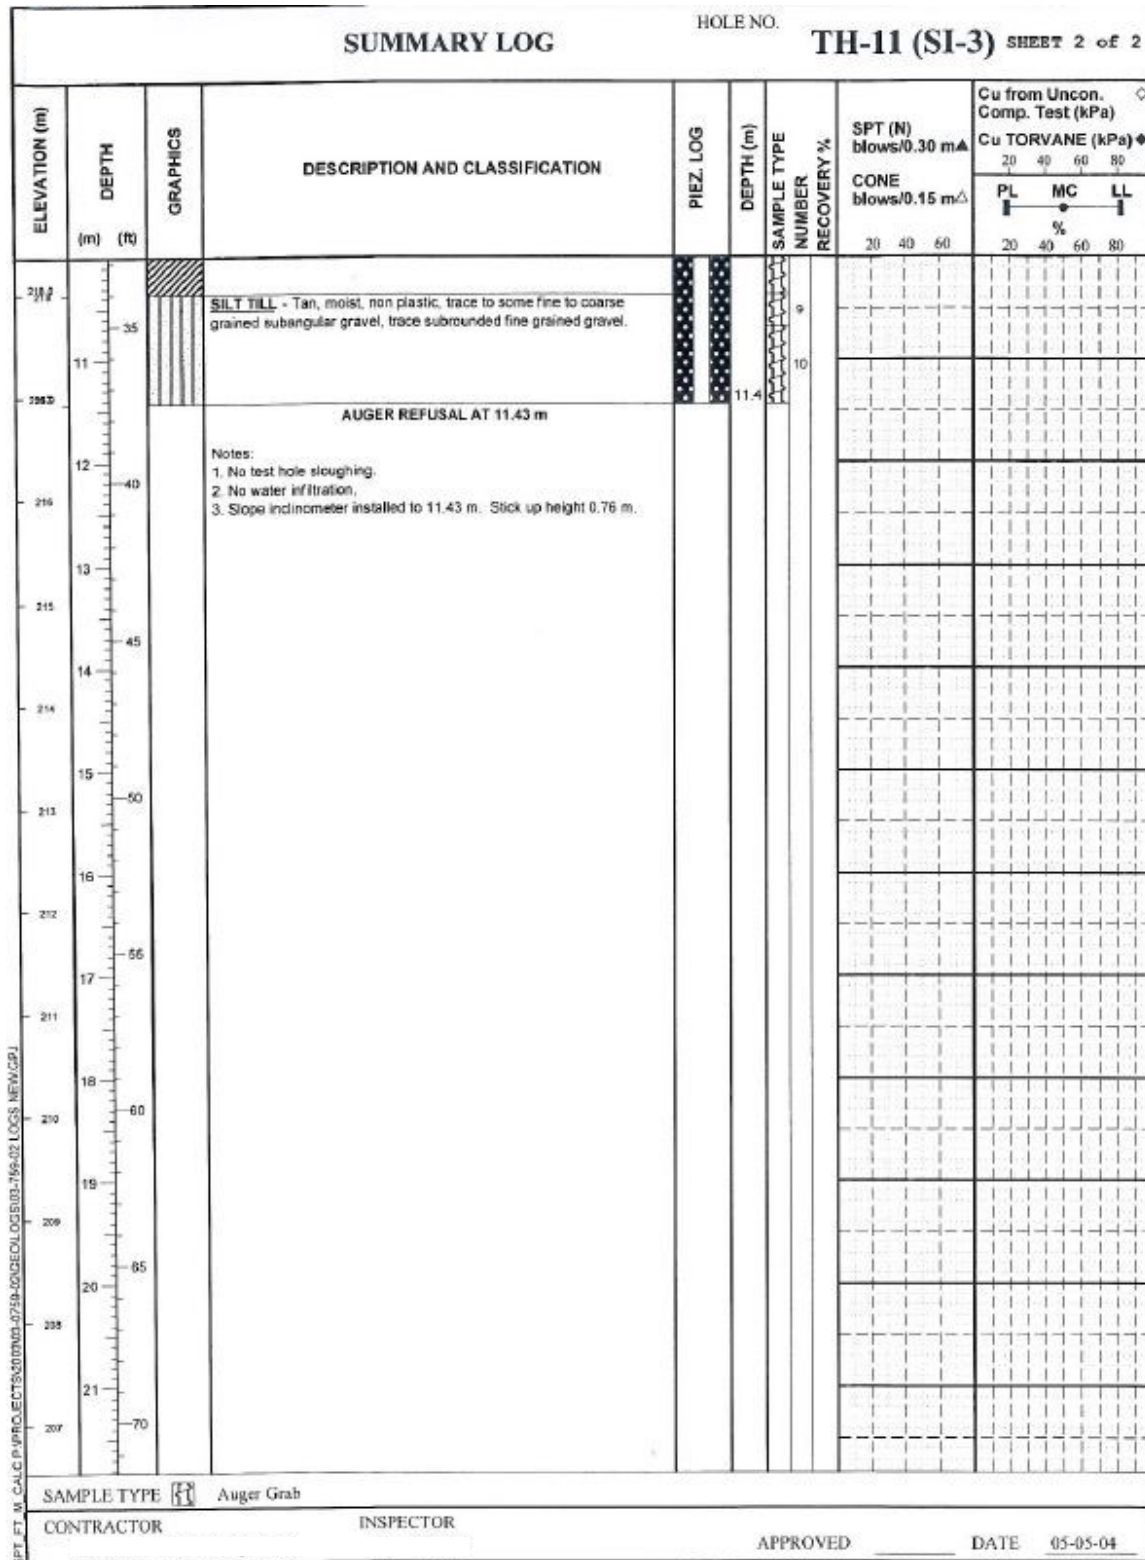 SUMMARY LOG
HOLE NO.
TH-11 (SI-3) SHEET 2 of 2
ELEVATION (m)
DEPTH
(m) (ft)
GRAPHICS
DESCRIPTION AND CLASSIFICATION
PIEZ. LOG
DEPTH (m)
SAMPLE TYPE
NUMBER
RECOVERY %
SPT (N)
blows/0.30 m▲
CONE
blows/0.15 m△
20 40 60
Cu from Uncon. ◇
Comp. Test (kPa)
Cu TORVANE (kPa)◆
20 40 60 80
PL MC LL
%
20 40 60 80
SILT TILL - Tan, moist, non plastic, trace to some fine to coarse
grained subangular gravel, trace subrounded fine grained gravel.
9
35
11
10
11.4
AUGER REFUSAL AT 11.43 m
Notes:
1. No test hole sloughing.
2. No water infiltration.
3. Slope inclinometer installed to 11.43 m. Stick up height 0.76 m.
12
40
216
13
215
45
14
214
15
50
213
16
212
55
17
211
18
60
210
19
209
65
20
208
21
70
207
SAMPLE TYPE Auger Grab
CONTRACTOR
INSPECTOR
APPROVED
DATE 05-05-04